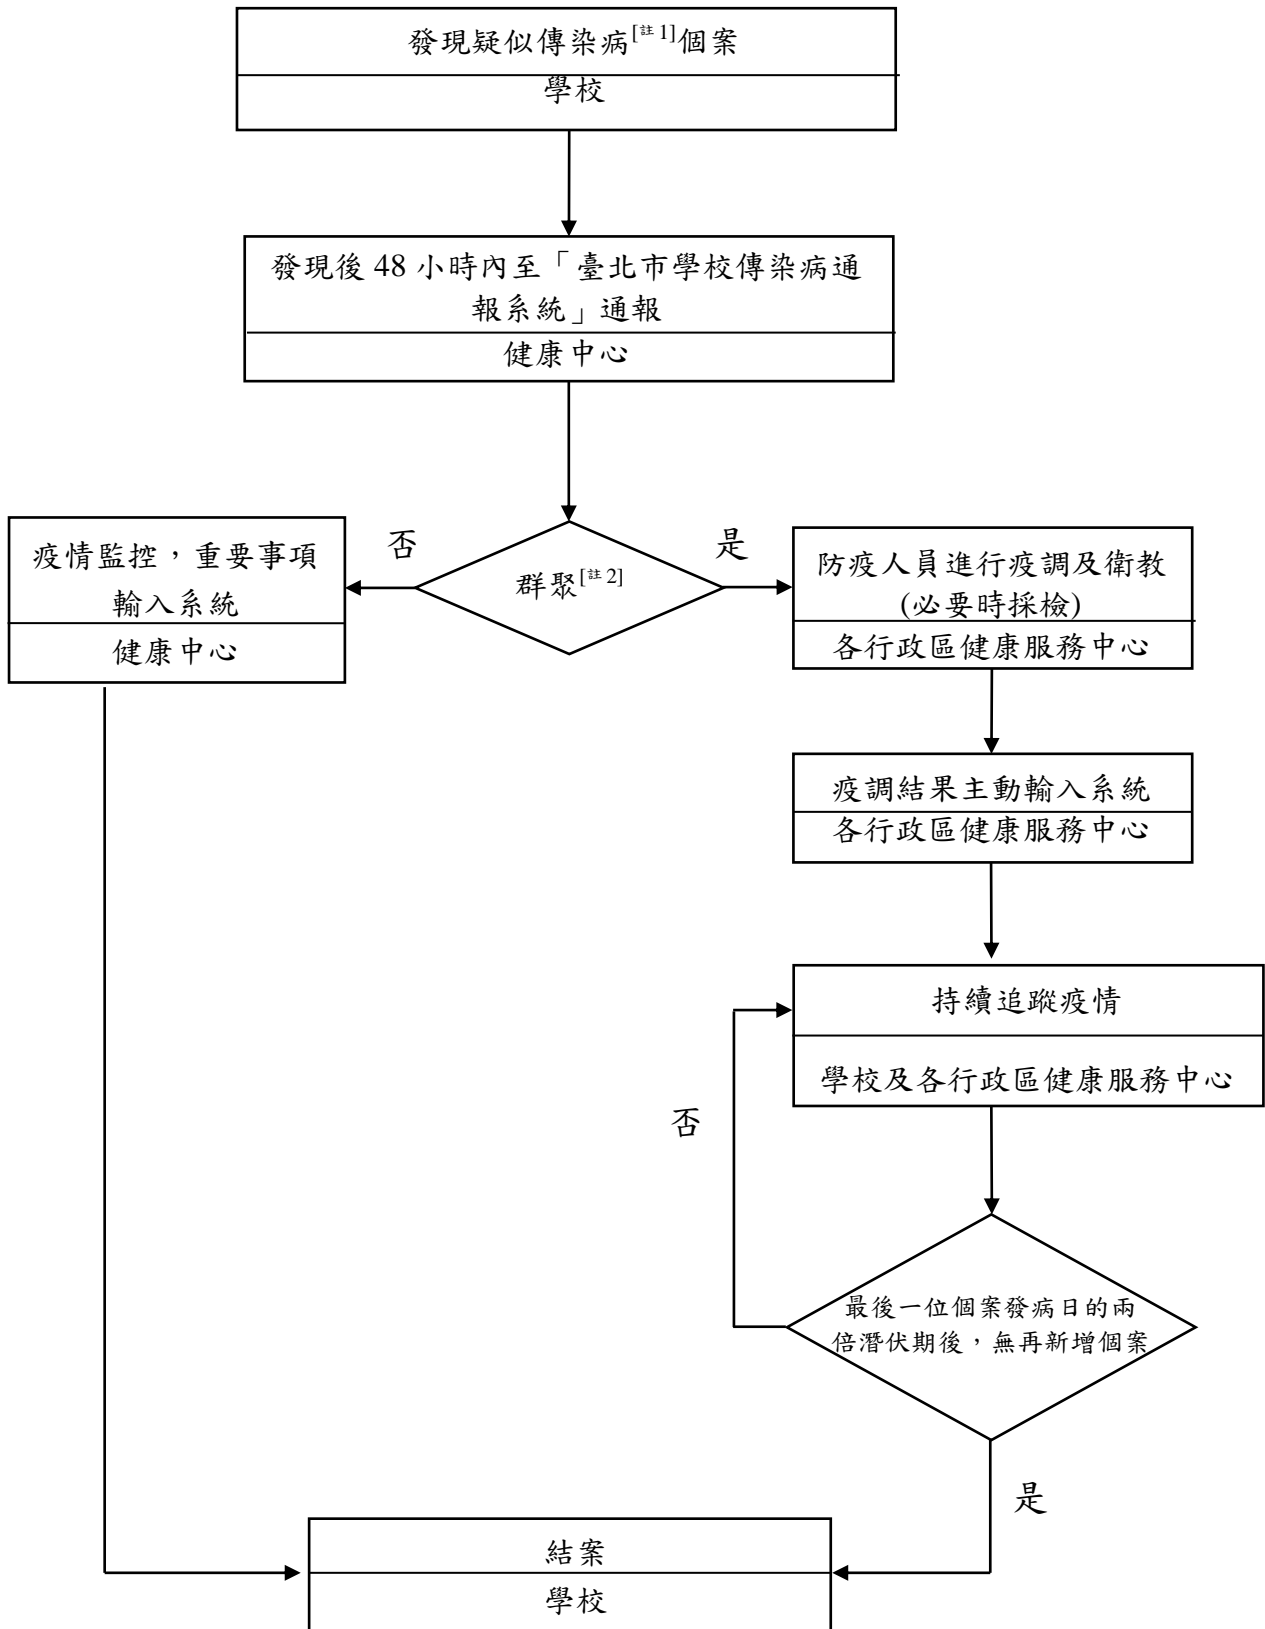 發現疑似傳染病[註1]個案
學校
發現後 48 小時內至「臺北市學校傳染病通
報系統」通報
健康中心
否
是
疫情監控，重要事項
輸入系統
健康中心
群聚[註2]
防疫人員進行疫調及衛教
(必要時採檢)
各行政區健康服務中心
疫調結果主動輸入系統
各行政區健康服務中心
持續追蹤疫情
學校及各行政區健康服務中心
否
最後一位個案發病日的兩
倍潛伏期後，無再新增個案
是
結案
學校